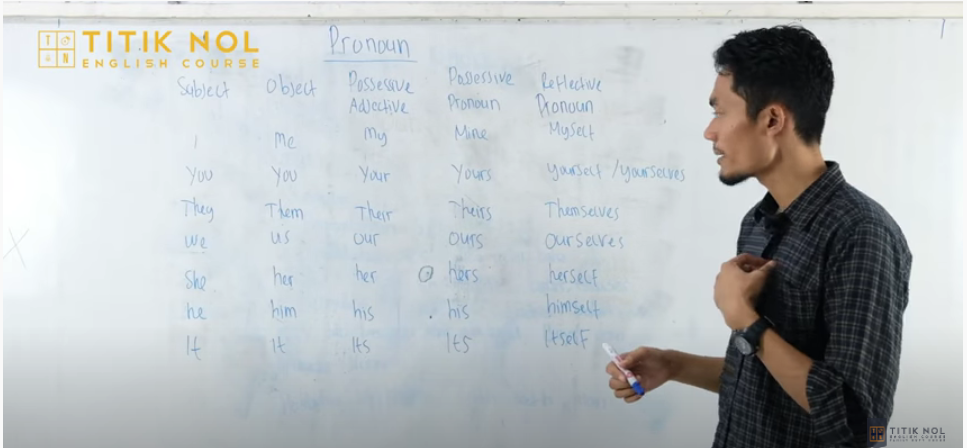 TITIK NOL
ENGLISH COURSE
Pronoun
Subject Object Possessive Adjective Possessive Pronoun Reflective Pronoun
I me my Mine Myself
You You Your Yours yourself / yourselves
They Them Their Theirs Themselves
we us our ours ourselves
She her her hers herself
he him his his himself
It It Its Its Itself
TITIK NOL
ENGLISH COURSE